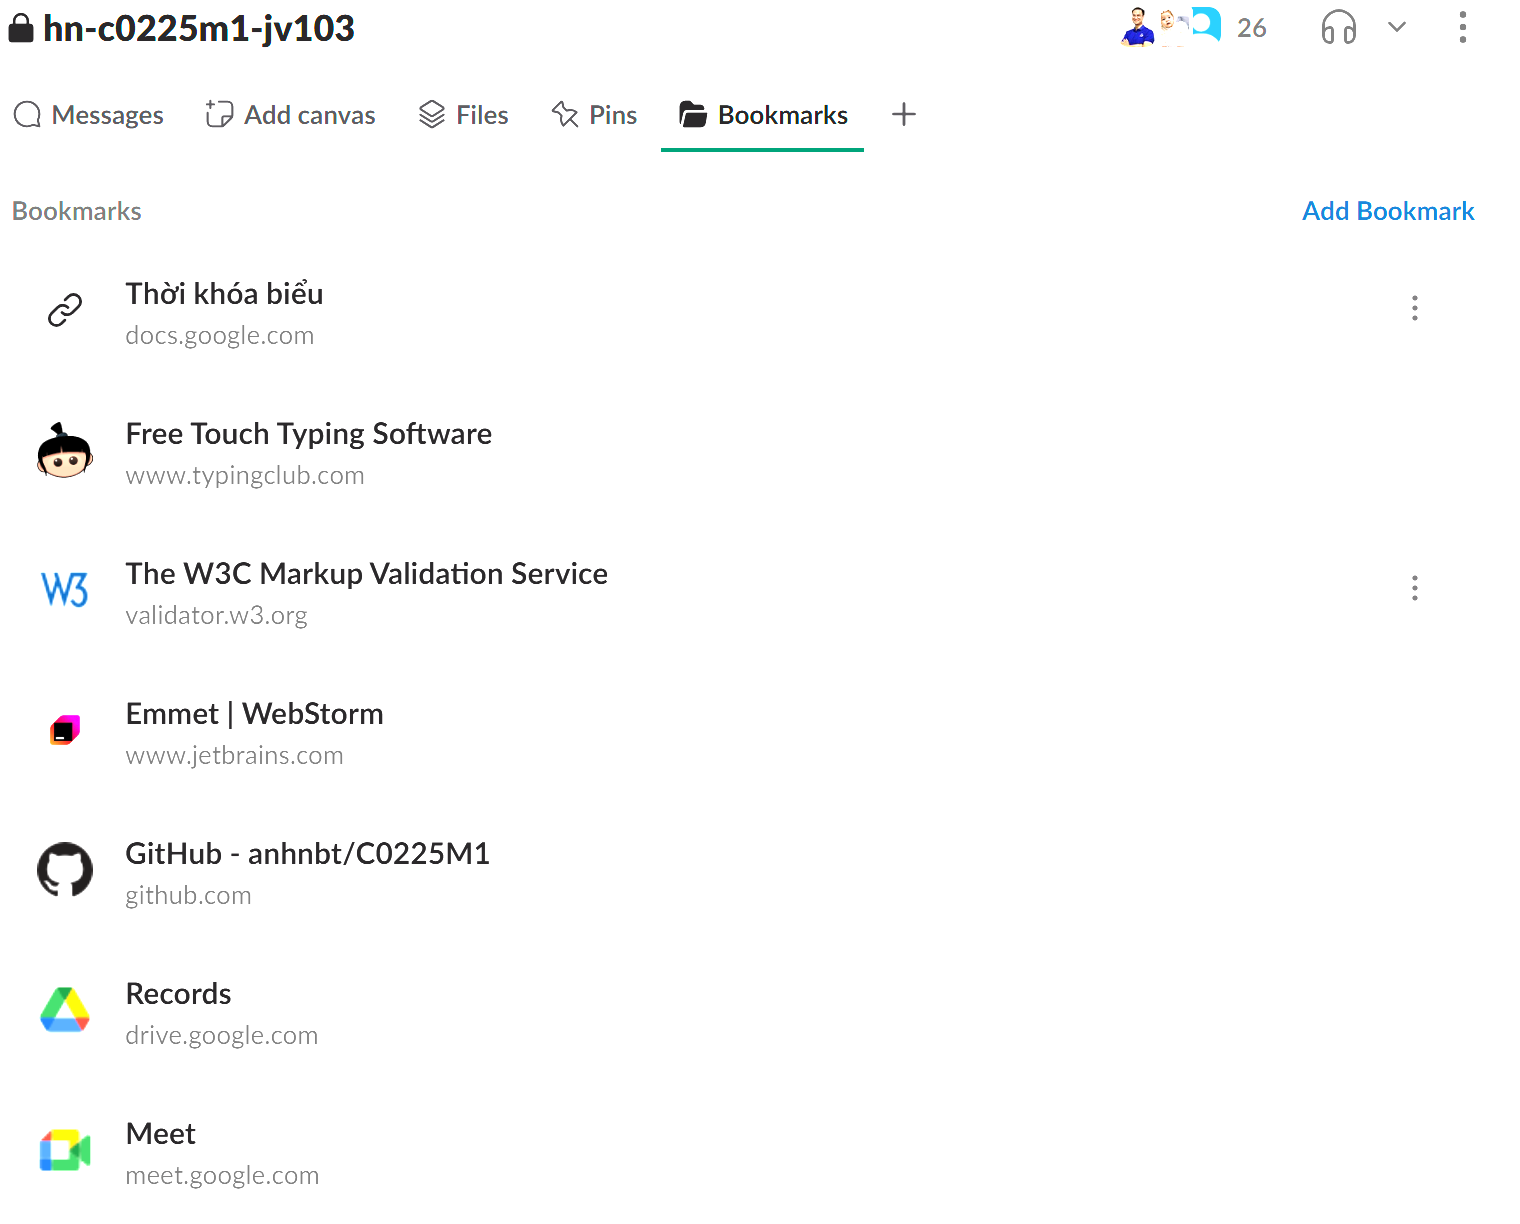 hn-c0225m1-jv103
26
Messages
Add canvas
Files
Pins
Bookmarks
Bookmarks
Add Bookmark
Thời khóa biểu
docs.google.com
Free Touch Typing Software
www.typingclub.com
W3
The W3C Markup Validation Service
validator.w3.org
Emmet | WebStorm
www.jetbrains.com
GitHub - anhnbt/C0225M1
github.com
Records
drive.google.com
Meet
meet.google.com